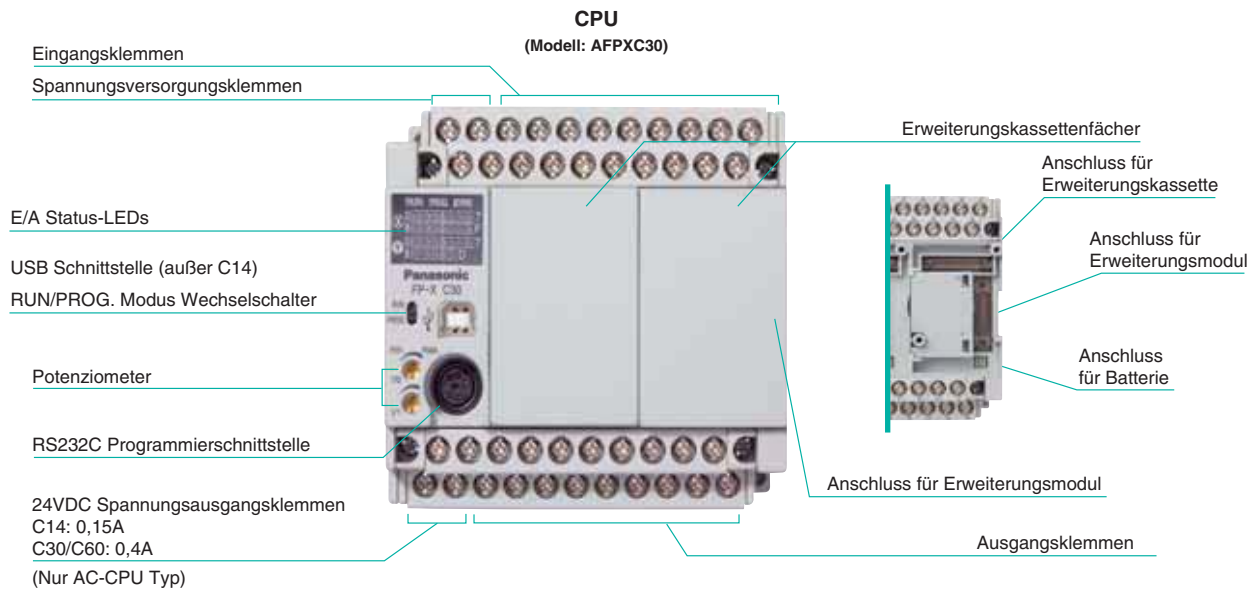 CPU
(Modell: AFPXC30)
Eingangsklemmen
Spannungsversorgungsklemmen
Erweiterungskassettenfächer
Anschluss für
Erweiterungskassette
E/A Status-LEDs
Anschluss für
Erweiterungsmodul
USB Schnittstelle (außer C14)
RUN/PROG. Modus Wechselschalter
Panasonic
FP-X C30
Potenziometer
Anschluss
für Batterie
RS232C Programmierschnittstelle
Anschluss für Erweiterungsmodul
24VDC Spannungsausgangsklemmen
C14: 0,15A
C30/C60: 0,4A
(Nur AC-CPU Typ)
Ausgangsklemmen